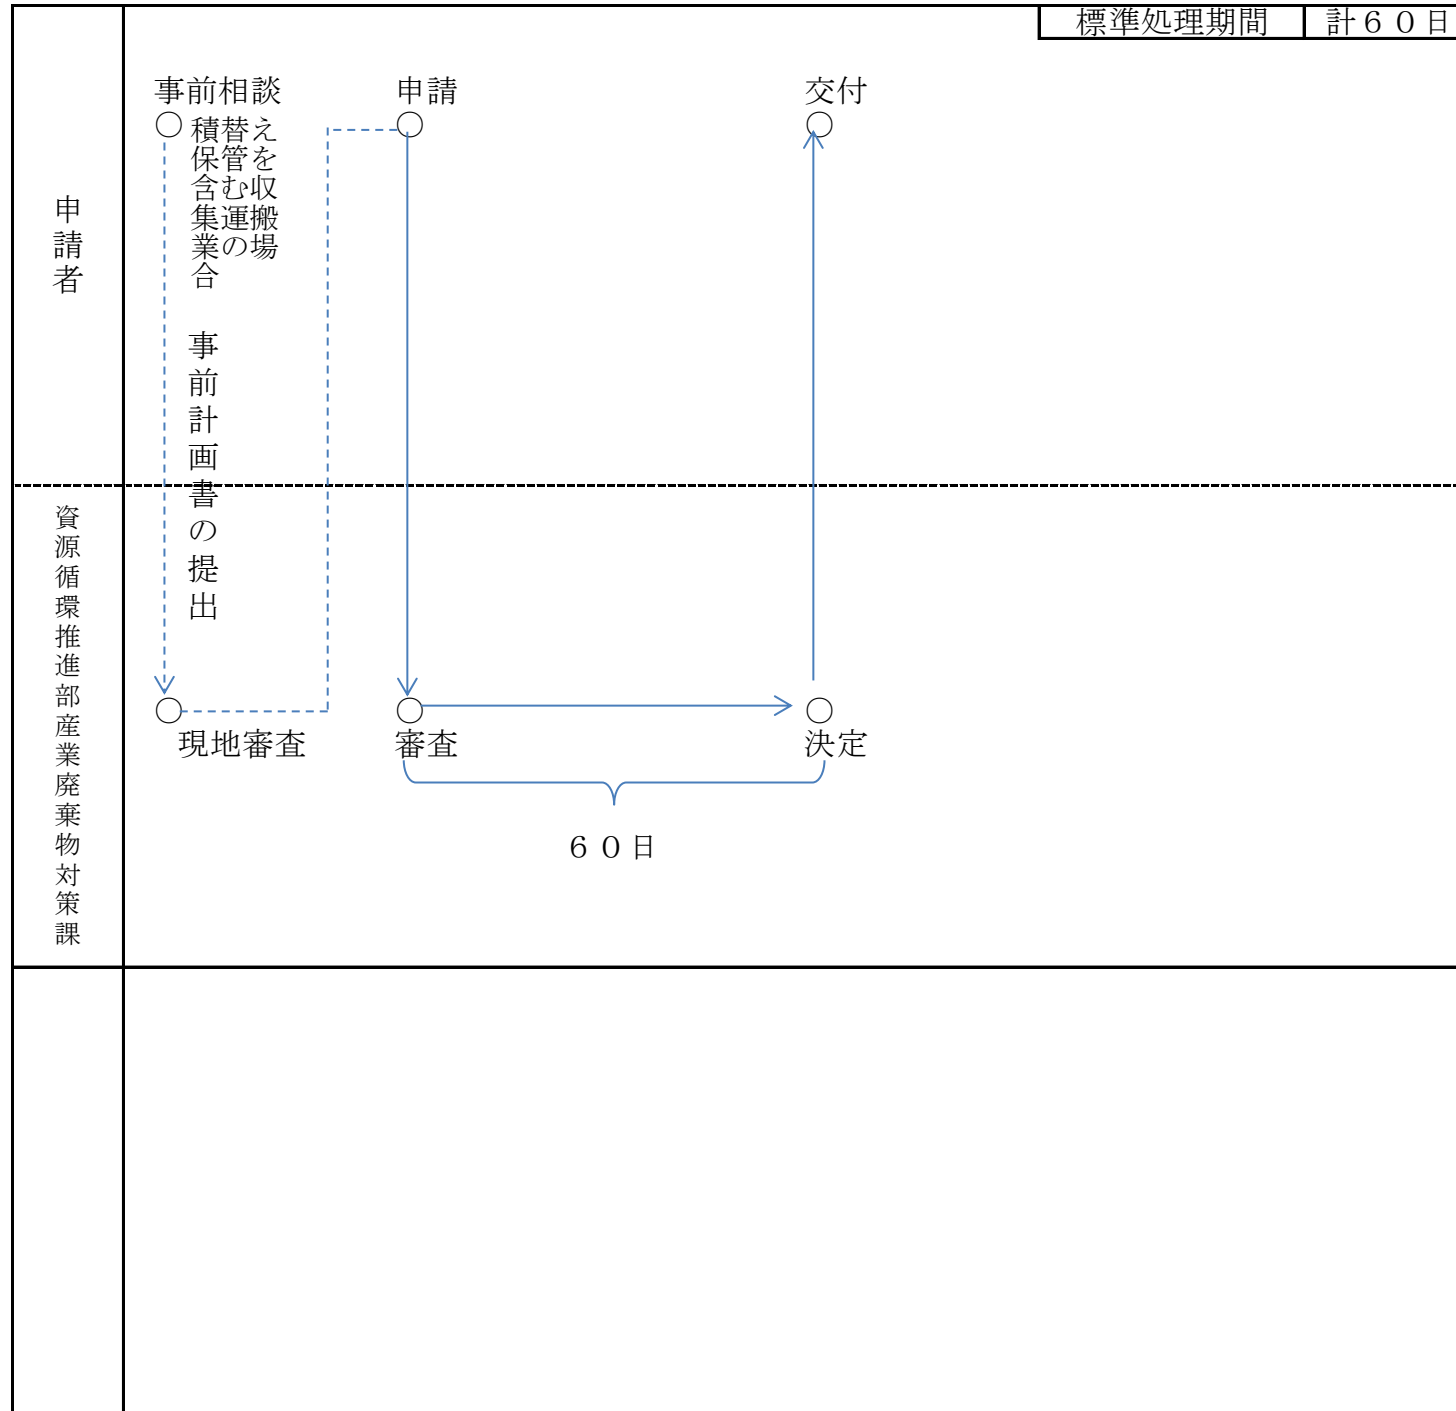 標準処理期間 計６０日
申請者
事前相談
積替え
保管を
含む収
集運搬
業の場
合
事前計画書の提出
申請
交付
資源循環推進部産業廃棄物対策課
現地審査
審査
決定
６０日